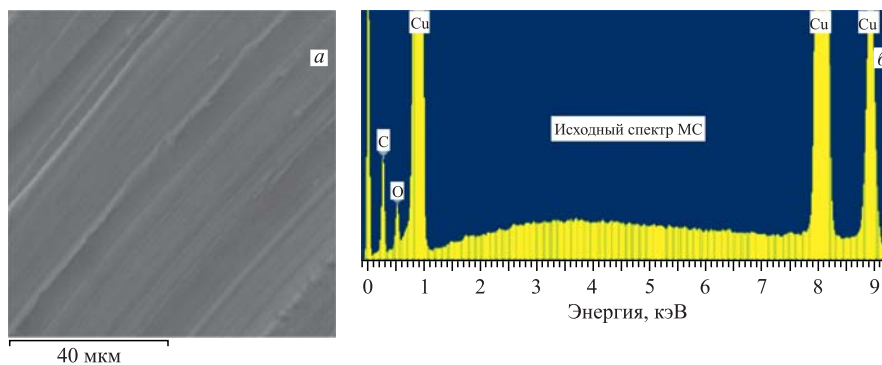 а
40 мкм
Cu
Cu
Cu
б
C
O
Исходный спектр МС
0 1 2 3 4 5 6 7 8 9
Энергия, кэВ